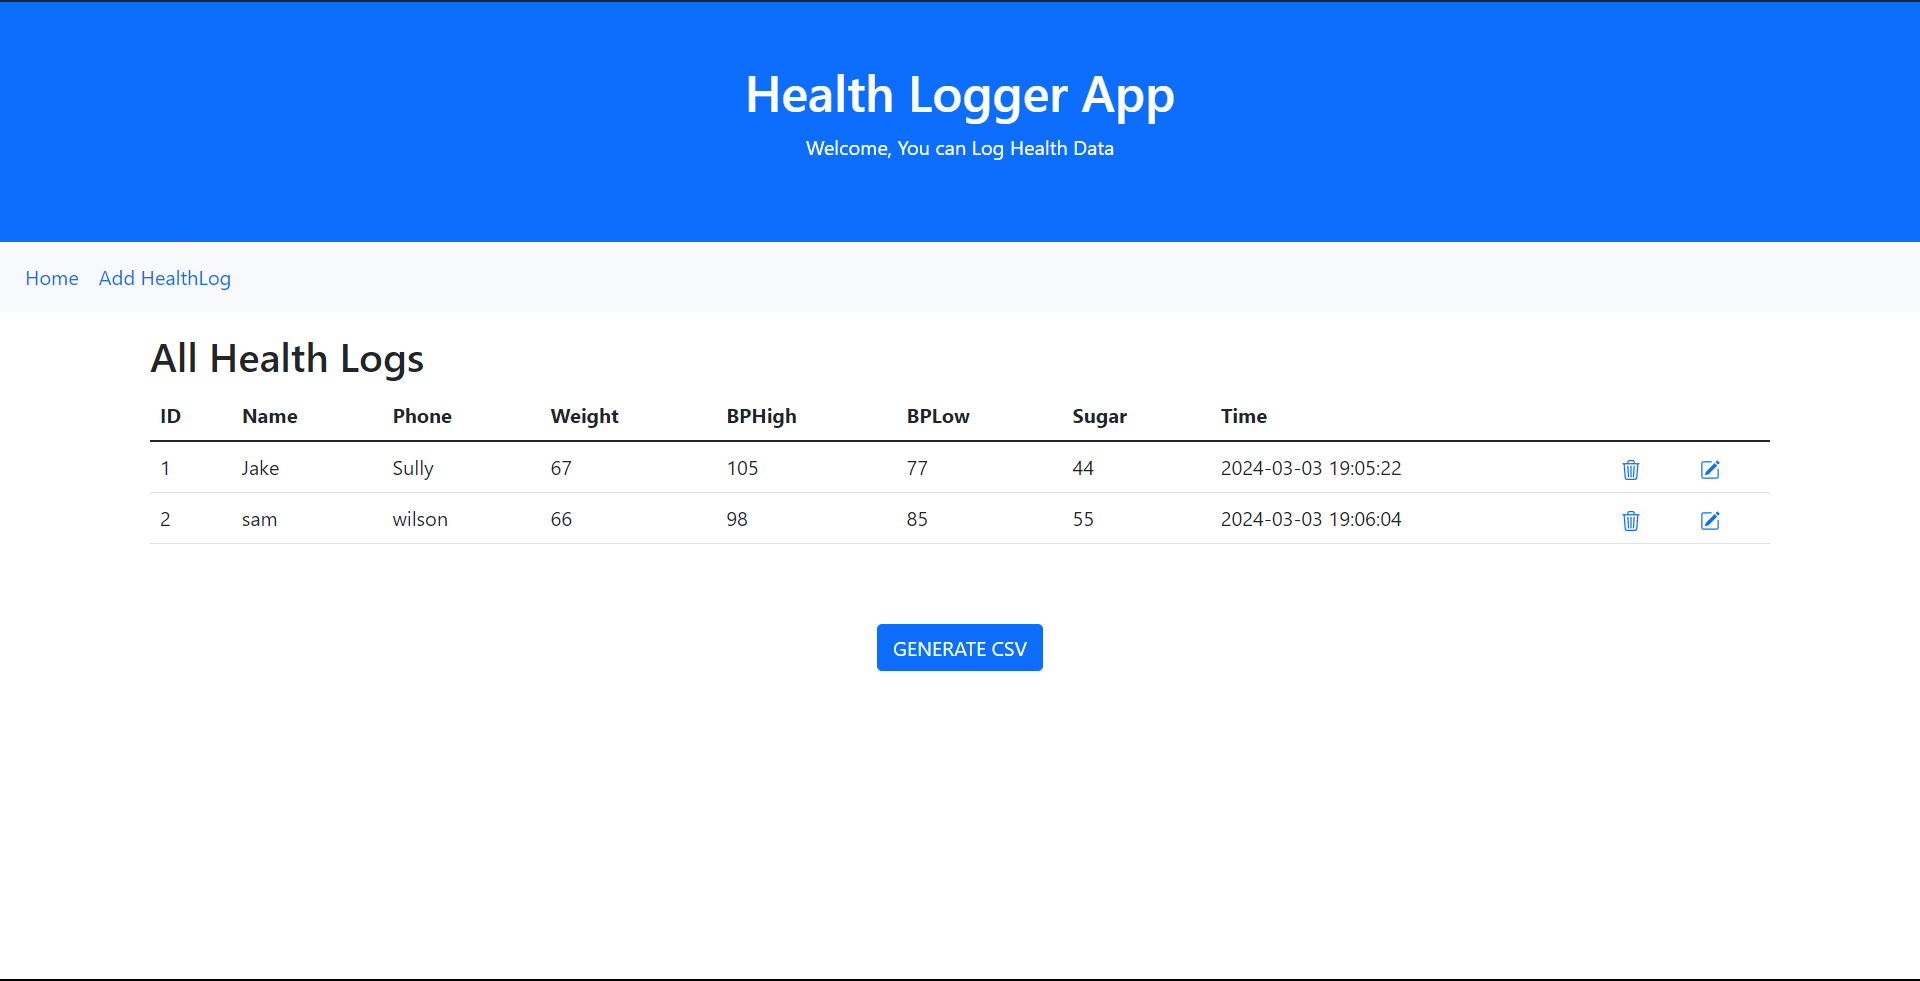 Health Logger App
Welcome, You can Log Health Data
Home Add HealthLog
All Health Logs
ID Name Phone Weight BPHigh BPLow Sugar Time
1 Jake Sully 67 105 77 44 2024-03-03 19:05:22
2 sam wilson 66 98 85 55 2024-03-03 19:06:04
GENERATE CSV